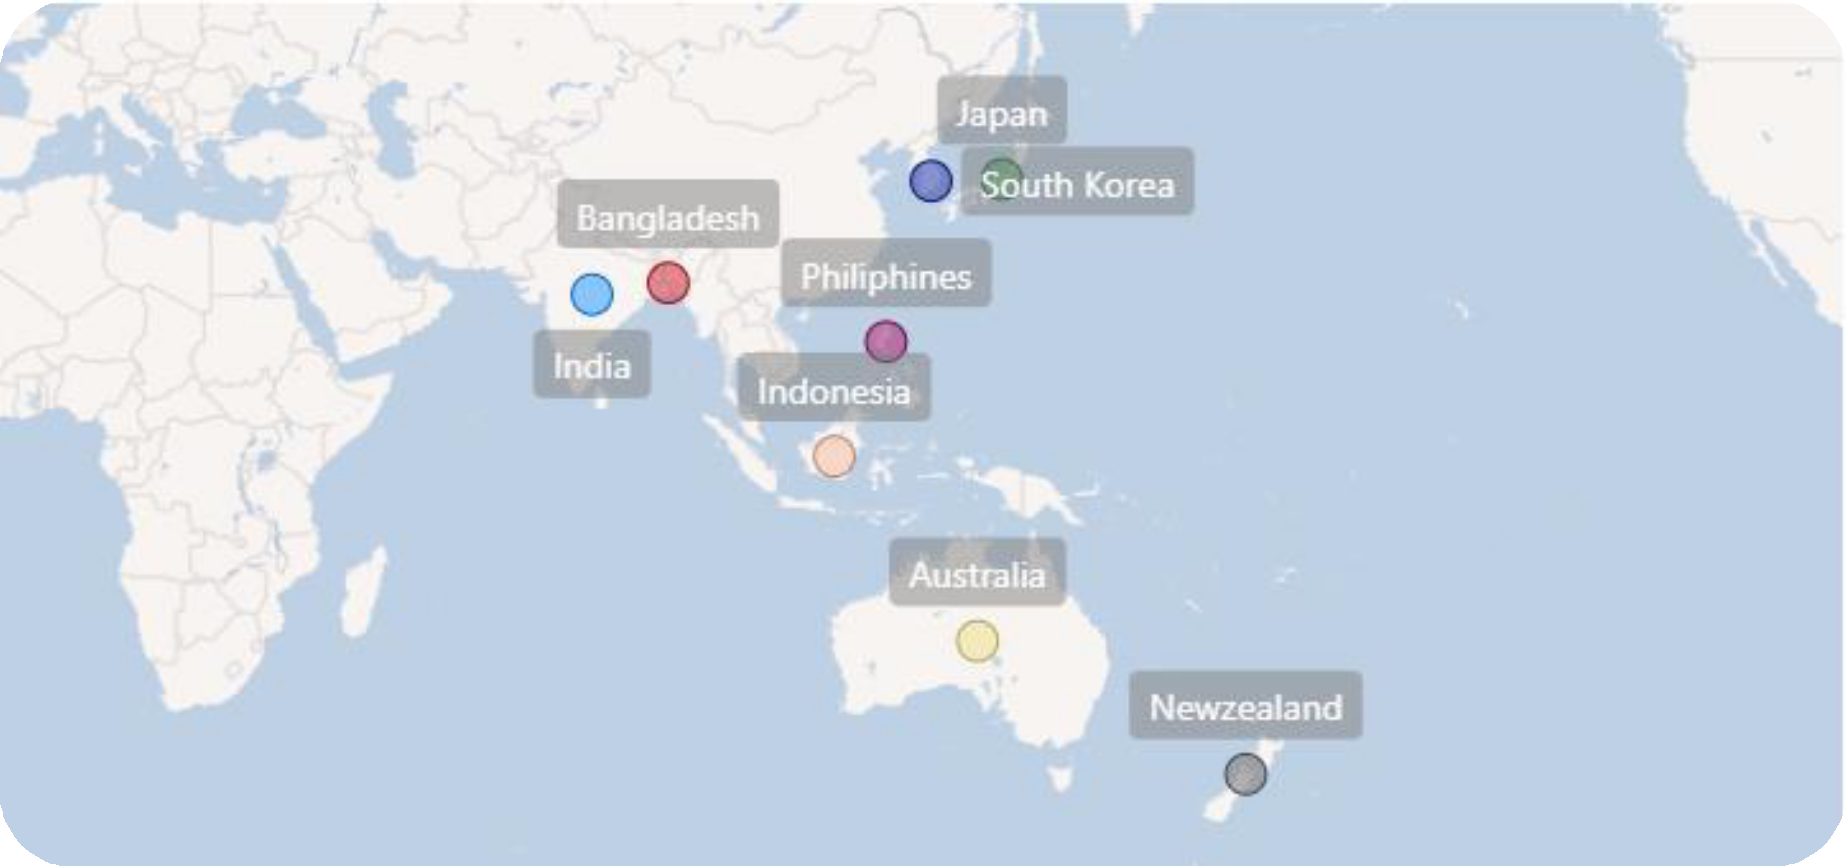 Japan
South Korea
Bangladesh
Philiphines
India
Indonesia
Australia
Newzealand